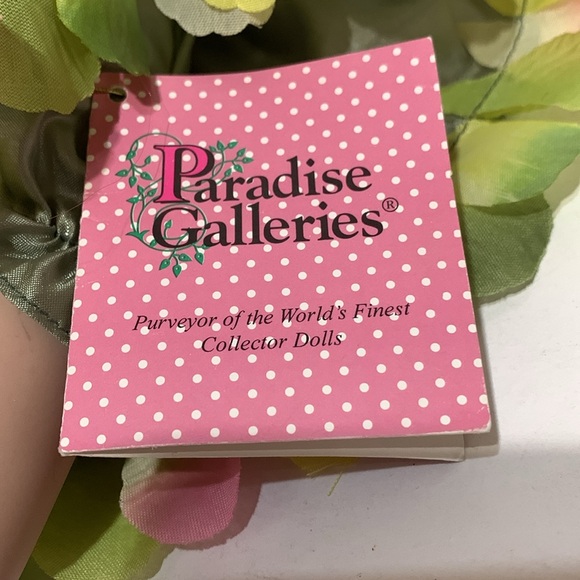 Paradise
Galleries®
Purveyor of the World's Finest
Collector Dolls